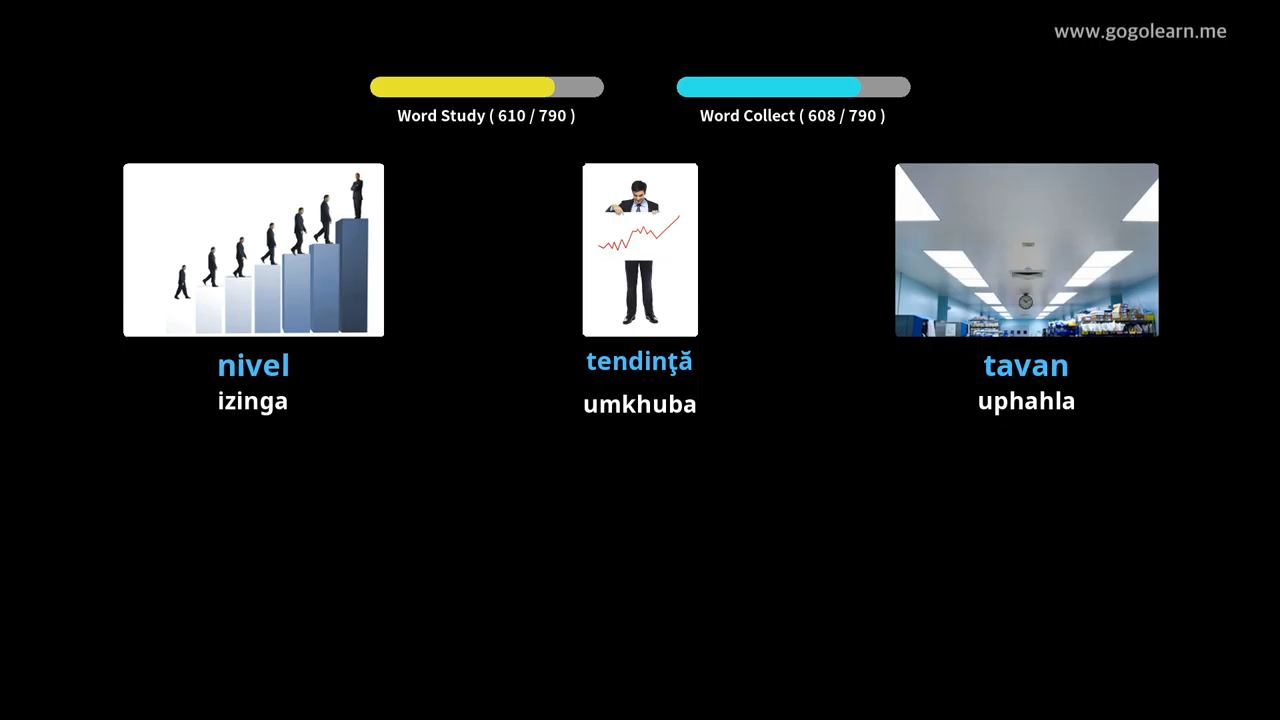 www.gogolearn.me
Word Study ( 610 / 790 )
Word Collect ( 608 / 790 )
nivel
izinga
tendinţă
umkhuba
tavan
uphahla